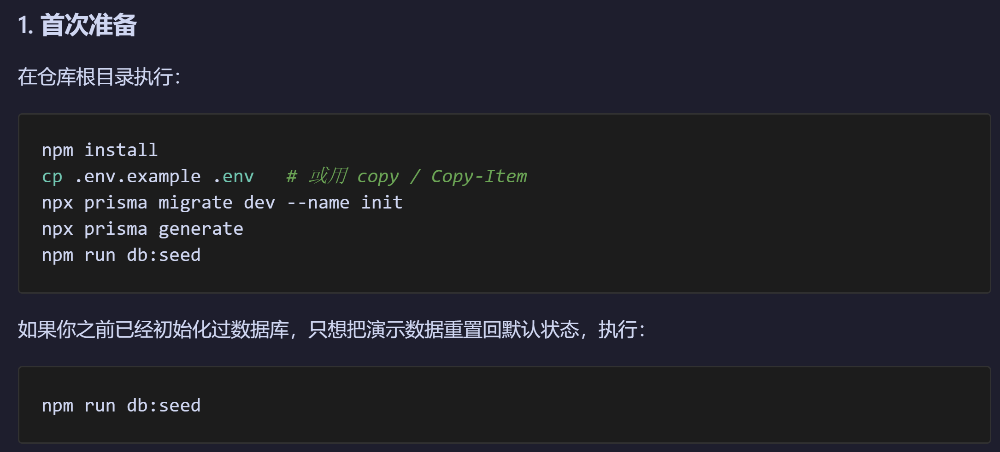 1. 首次准备
在仓库根目录执行：
npm install
cp .env.example .env   # 或用 copy / Copy-Item
npx prisma migrate dev --name init
npx prisma generate
npm run db:seed
如果你之前已经初始化过数据库，只想把演示数据重置回默认状态，执行：
npm run db:seed